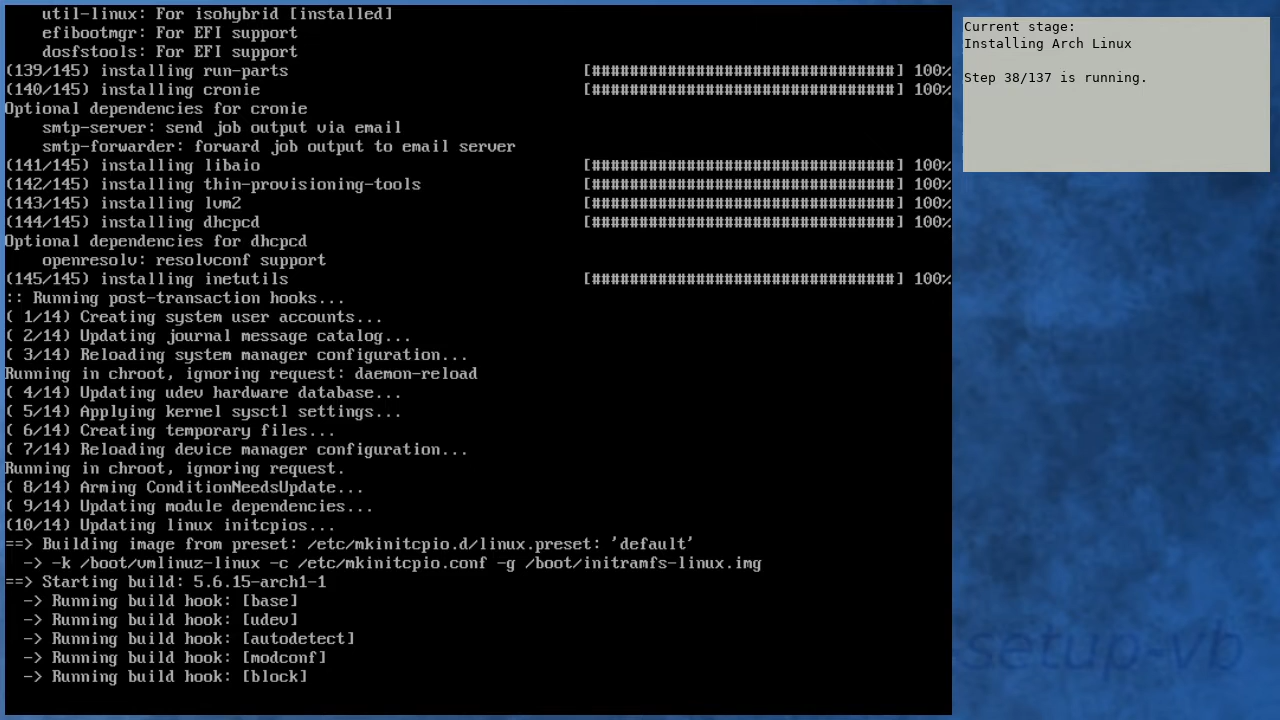 util-linux: For isohybrid [installed]
    efibootmgr: For EFI support
    dosfstools: For EFI support
(139/145) installing run-parts [################################] 100%
(140/145) installing cronie [################################] 100%
Optional dependencies for cronie
    smtp-server: send job output via email
    smtp-forwarder: forward job output to email server
(141/145) installing libaio [################################] 100%
(142/145) installing thin-provisioning-tools [################################] 100%
(143/145) installing lvm2 [################################] 100%
(144/145) installing dhcpcd [################################] 100%
Optional dependencies for dhcpcd
    openresolv: resolvconf support
(145/145) installing inetutils [################################] 100%
:: Running post-transaction hooks...
( 1/14) Creating system user accounts...
( 2/14) Updating journal message catalog...
( 3/14) Reloading system manager configuration...
Running in chroot, ignoring request: daemon-reload
( 4/14) Updating udev hardware database...
( 5/14) Applying kernel sysctl settings...
( 6/14) Creating temporary files...
( 7/14) Reloading device manager configuration...
Running in chroot, ignoring request.
( 8/14) Arming ConditionNeedsUpdate...
( 9/14) Updating module dependencies...
(10/14) Updating linux initcpios...
==> Building image from preset: /etc/mkinitcpio.d/linux.preset: 'default'
  -> -k /boot/vmlinuz-linux -c /etc/mkinitcpio.conf -g /boot/initramfs-linux.img
==> Starting build: 5.6.15-arch1-1
  -> Running build hook: [base]
  -> Running build hook: [udev]
  -> Running build hook: [autodetect]
  -> Running build hook: [modconf]
  -> Running build hook: [block]
Current stage:
Installing Arch Linux
Step 38/137 is running.
setup-vb